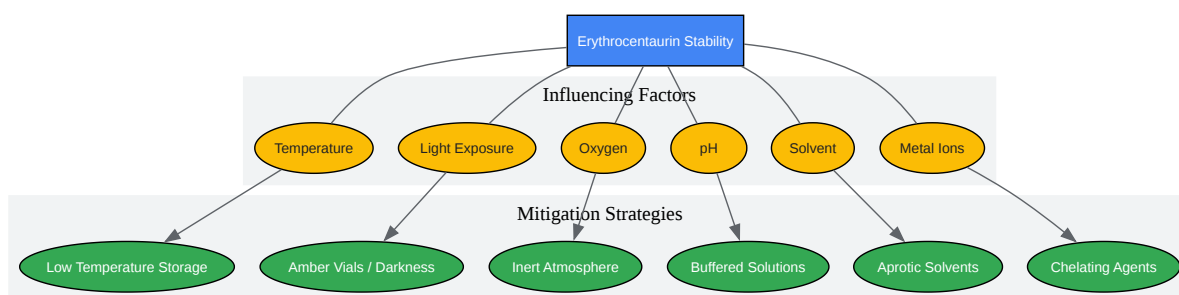 Erythrocentaurin Stability
Influencing Factors
Temperature
Light Exposure
Oxygen
pH
Solvent
Metal Ions
Mitigation Strategies
Low Temperature Storage
Amber Vials / Darkness
Inert Atmosphere
Buffered Solutions
Aprotic Solvents
Chelating Agents